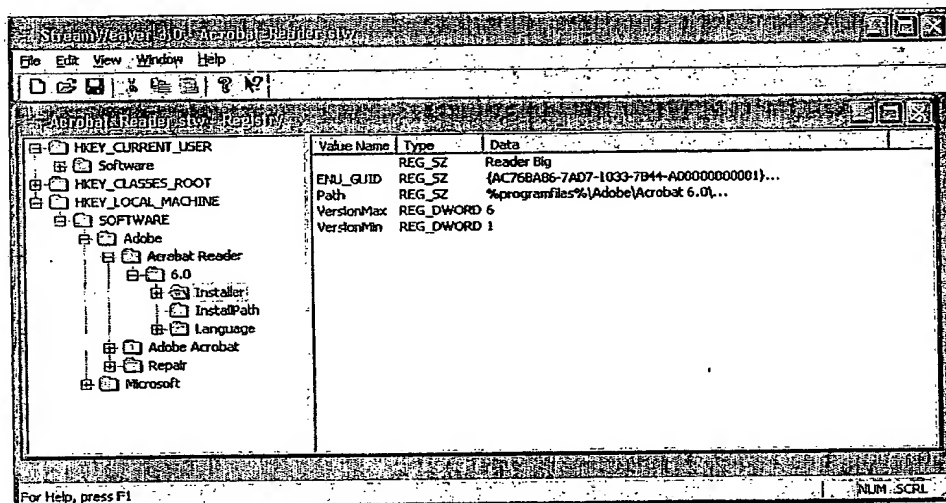 StreamWeaver 3.0 - Acrobat Reader.stw
File Edit View Window Help
Acrobat Reader.stw: Registry
HKEY_CURRENT_USER
Software
HKEY_CLASSES_ROOT
HKEY_LOCAL_MACHINE
SOFTWARE
Adobe
Acrobat Reader
6.0
Installer
InstallPath
Language
Adobe Acrobat
Repair
Microsoft
Value Name Type Data
REG_SZ Reader Big
ENU_GUID REG_SZ {AC76BA86-7AD7-1033-7B44-A00000000001}...
Path REG_SZ %programfiles%\Adobe\Acrobat 6.0\...
VersionMax REG_DWORD 6
VersionMin REG_DWORD 1
For Help, press F1
NUM SCRL